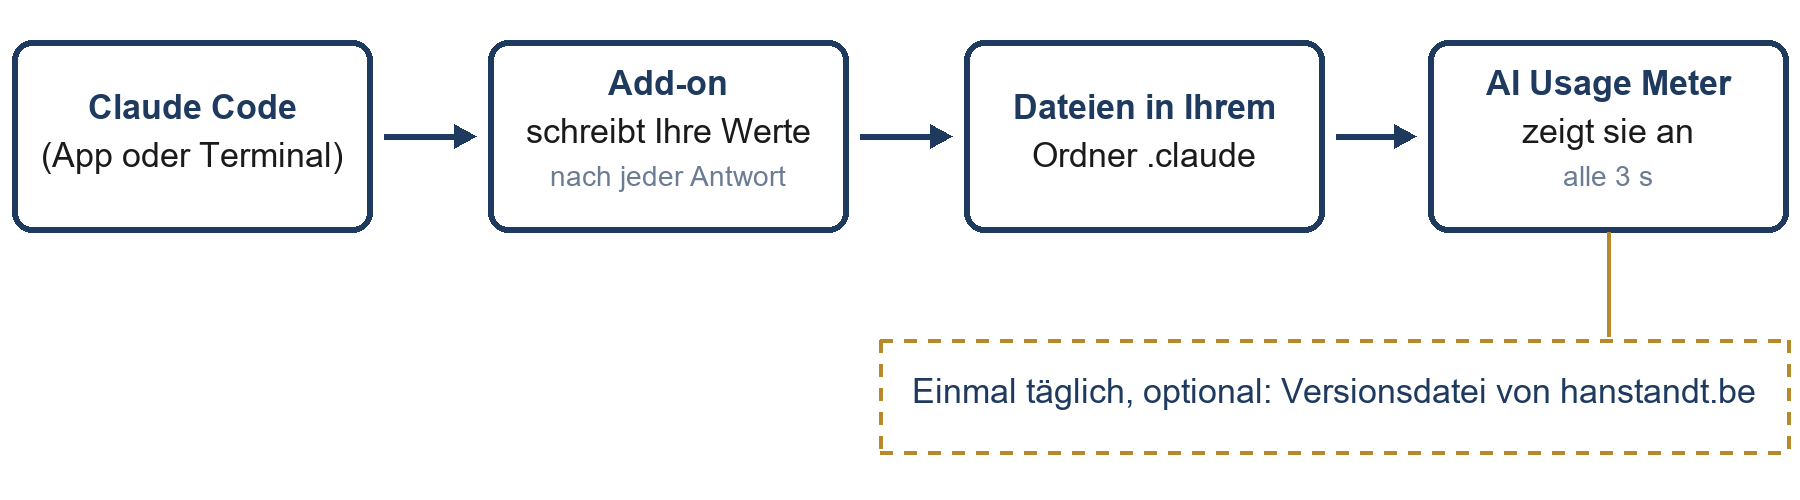 Claude Code
(App oder Terminal)
Add-on
schreibt Ihre Werte
nach jeder Antwort
Dateien in Ihrem
Ordner .claude
AI Usage Meter
zeigt sie an
alle 3 s
Einmal täglich, optional: Versionsdatei von hanstandt.be